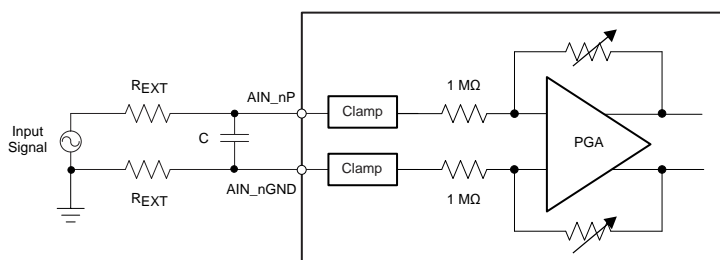 REXT
AIN_nP
Clamp
1 MΩ
Input
Signal
C
PGA
AIN_nGND
Clamp
REXT
1 MΩ